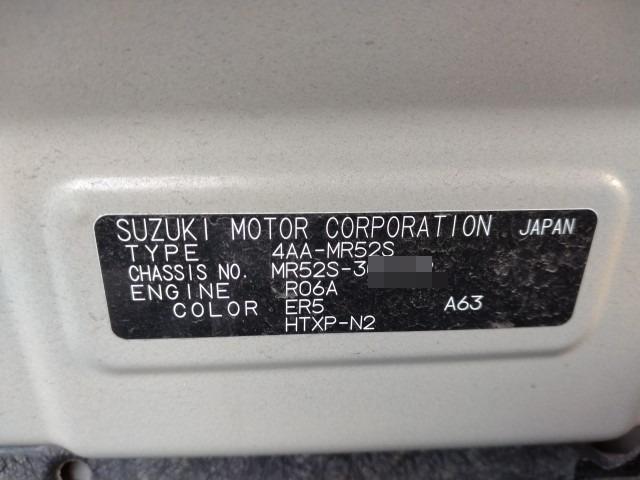 SUZUKI MOTOR CORPORATION JAPAN
TYPE 4AA-MR52S
CHASSIS NO. MR52S-3
ENGINE R06A
COLOR ER5 A63
HTXP-N2